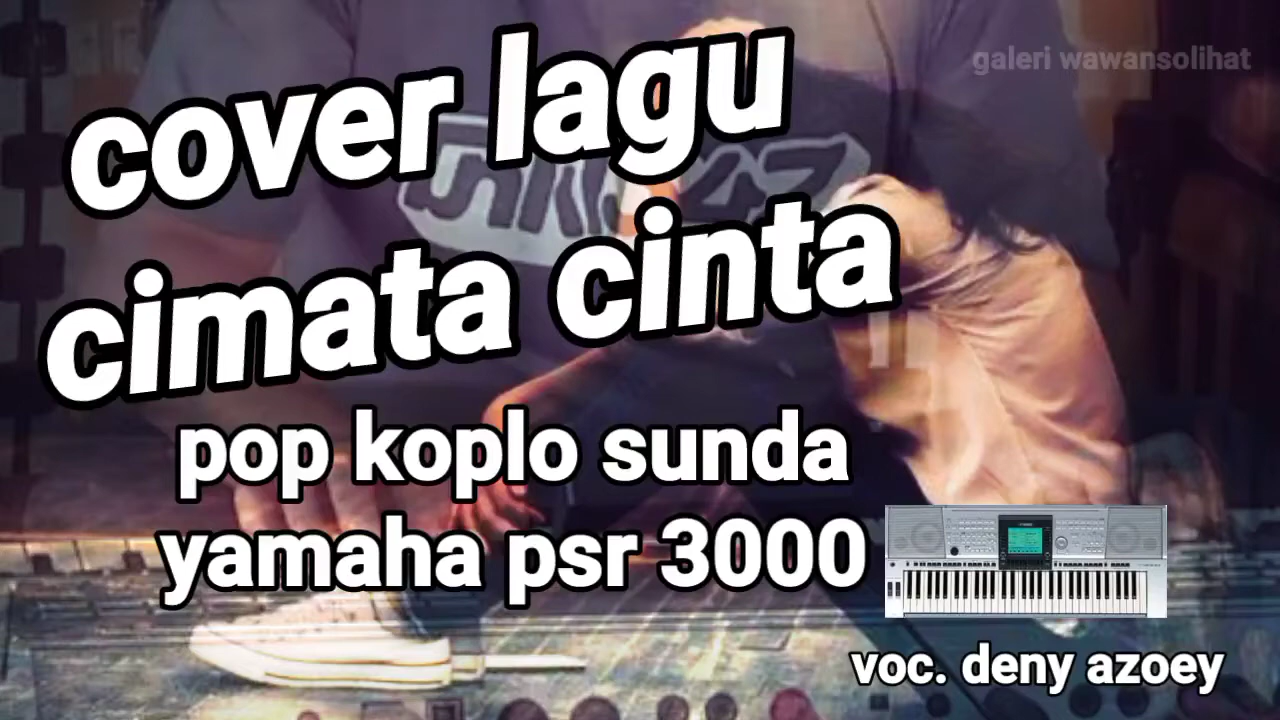 galeri wawansolihat
cover lagu
cimata cinta
pop koplo sunda
yamaha psr 3000
voc. deny azoey